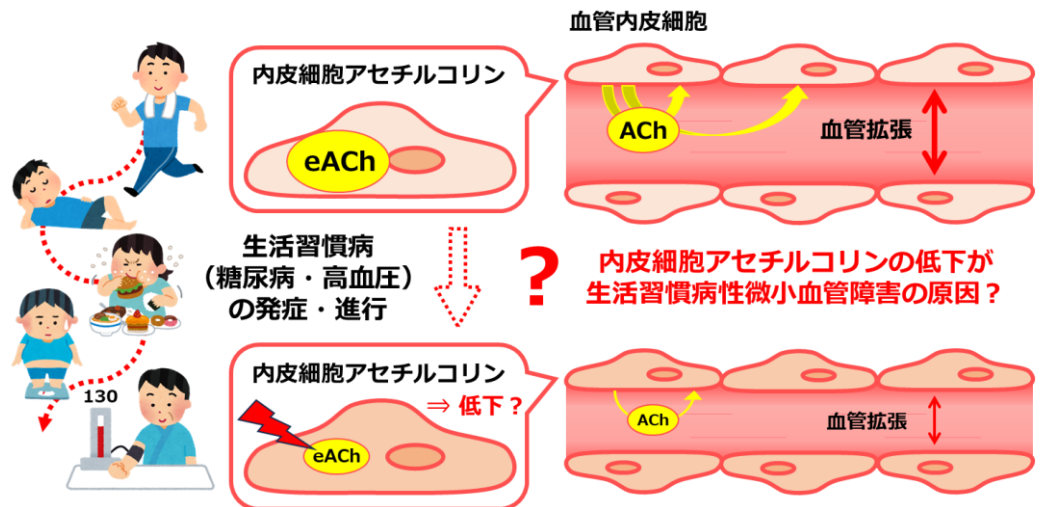 血管内皮細胞
内皮細胞アセチルコリン
eACh
ACh
血管拡張
生活習慣病
（糖尿病・高血圧）
の発症・進行
?
内皮細胞アセチルコリンの低下が
生活習慣病性微小血管障害の原因？
130
内皮細胞アセチルコリン
⇒ 低下？
eACh
ACh
血管拡張